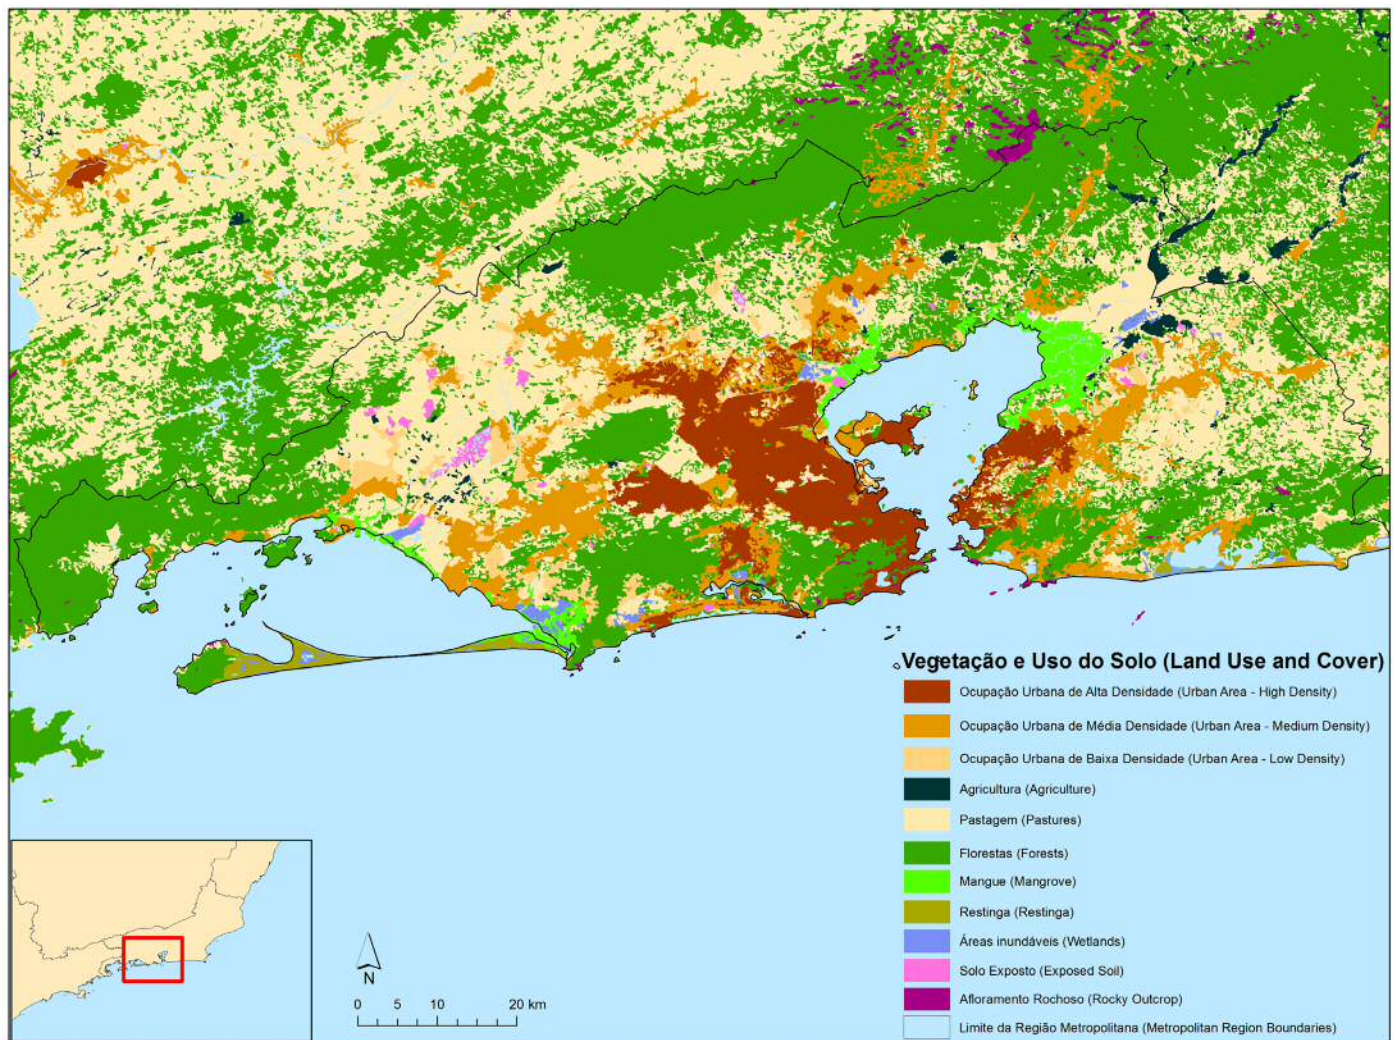 Vegetação e Uso do Solo (Land Use and Cover)
Ocupação Urbana de Alta Densidade (Urban Area - High Density)
Ocupação Urbana de Média Densidade (Urban Area - Medium Density)
Ocupação Urbana de Baixa Densidade (Urban Area - Low Density)
Agricultura (Agriculture)
Pastagem (Pastures)
Florestas (Forests)
Mangue (Mangrove)
Restinga (Restinga)
Áreas inundáveis (Wetlands)
Solo Exposto (Exposed Soil)
Afloramento Rochoso (Rocky Outcrop)
Limite da Região Metropolitana (Metropolitan Region Boundaries)
N
0 5 10 20 km